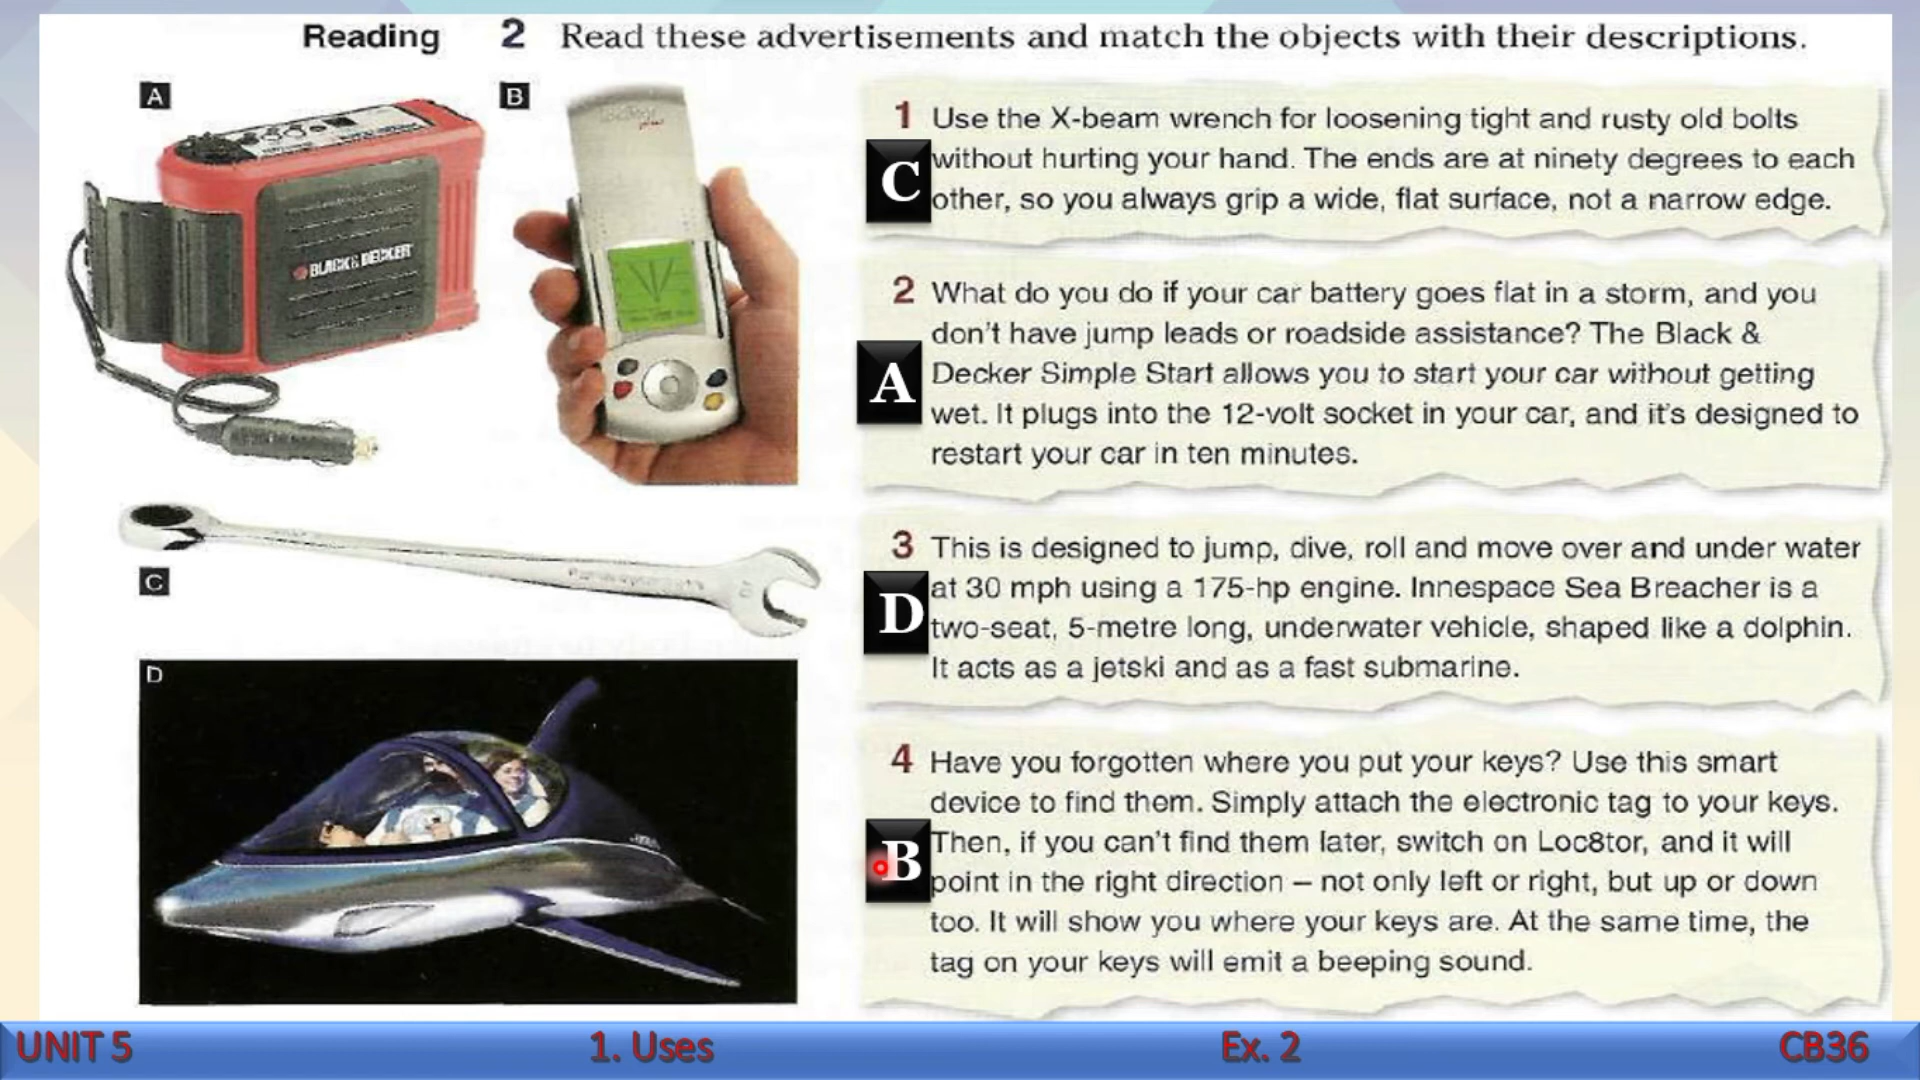 Reading 2 Read these advertisements and match the objects with their descriptions.
A
B
BLACK & DECKER
C
D
1 Use the X-beam wrench for loosening tight and rusty old bolts
without hurting your hand. The ends are at ninety degrees to each
other, so you always grip a wide, flat surface, not a narrow edge.
C
2 What do you do if your car battery goes flat in a storm, and you
don't have jump leads or roadside assistance? The Black &
Decker Simple Start allows you to start your car without getting
wet. It plugs into the 12-volt socket in your car, and it's designed to
restart your car in ten minutes.
A
3 This is designed to jump, dive, roll and move over and under water
at 30 mph using a 175-hp engine. Innespace Sea Breacher is a
two-seat, 5-metre long, underwater vehicle, shaped like a dolphin.
It acts as a jetski and as a fast submarine.
D
4 Have you forgotten where you put your keys? Use this smart
device to find them. Simply attach the electronic tag to your keys.
Then, if you can't find them later, switch on Loc8tor, and it will
point in the right direction – not only left or right, but up or down
too. It will show you where your keys are. At the same time, the
tag on your keys will emit a beeping sound.
B
UNIT 5 1. Uses Ex. 2 CB36